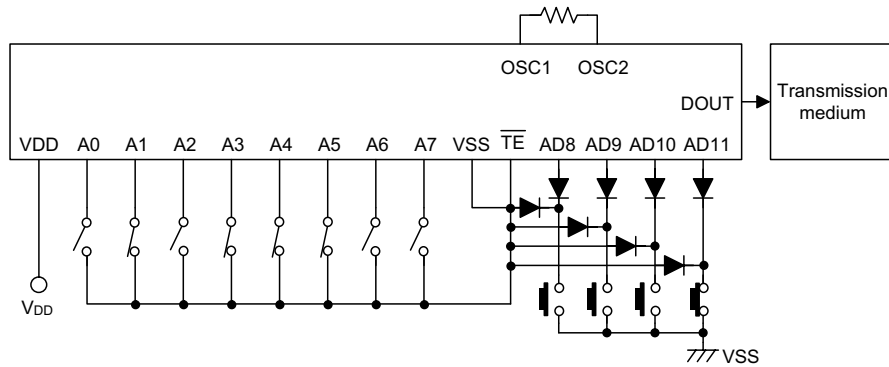 OSC1 OSC2
DOUT
Transmission
medium
VDD A0 A1 A2 A3 A4 A5 A6 A7 VSS TE AD8 AD9 AD10 AD11
VDD
VSS